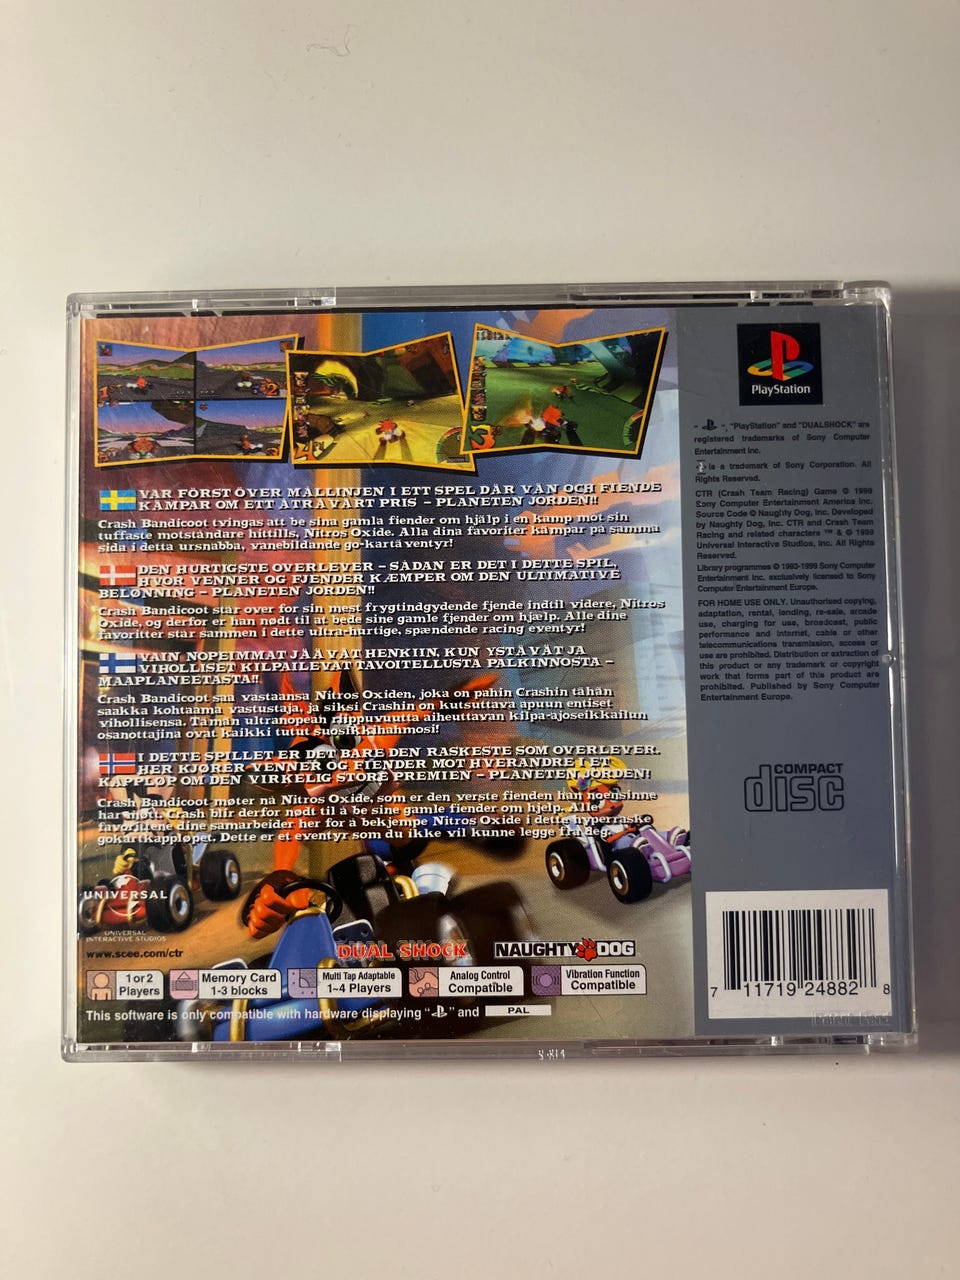 VAR FÖRST ÖVER MÅLLINJEN I ETT SPEL DÄR VÄN OCH FIENDE
KÄMPAR OM ETT ÅTRÅVÄRT PRIS – PLANETEN JORDEN!!
Crash Bandicoot tvingas att be sina gamla fiender om hjälp i en kamp mot sin
tuffaste motståndare hittills, Nitros Oxide. Alla dina favoriter kämpar på samma
sida i detta ursnabba, vanebildande go-kartäventyr!
DEN HURTIGSTE OVERLEVER – SÅDAN ER DET I DETTE SPIL,
HVOR VENNER OG FJENDER KÆMPER OM DEN ULTIMATIVE
BELØNNING – PLANETEN JORDEN!!
Crash Bandicoot står over for sin mest frygtindgydende fjende indtil videre, Nitros
Oxide, og derfor er han nødt til at bede sine gamle fjender om hjælp. Alle dine
favoritter står sammen i dette ultra-hurtige, spændende racing eventyr!
VAIN NOPEIMMAT JÄÄVÄT HENKIIN, KUN YSTÄVÄT JA
VIHOLLISET KILPAILEVAT TAVOITELLUSTA PALKINNOSTA –
MAAPLANEETASTA!!
Crash Bandicoot saa vastaansa Nitros Oxiden, joka on pahin Crashin tähän
saakka kohtaama vastustaja, ja siksi Crashin on kutsuttava apuun entiset
vihollisensa. Tämän ultranopean riippuvuutta aiheuttavan kilpa-ajoseikkailun
osanottajina ovat kaikki tutut suosikkihahmosi!
I DETTE SPILLET ER DET BARE DEN RASKESTE SOM OVERLEVER.
HER KJØRER VENNER OG FIENDER MOT HVERANDRE I ET
KAPPLØP OM DEN VIRKELIG STORE PREMIEN – PLANETEN JORDEN!
Crash Bandicoot møter nå Nitros Oxide, som er den verste fienden han noensinne
har møtt. Crash blir derfor nødt til å be sine gamle fiender om hjelp. Alle
favorittene dine samarbeider her for å bekjempe Nitros Oxide i dette hyperraske
gokartkappløpet. Dette er et eventyr som du ikke vil kunne legge fra deg.
UNIVERSAL
UNIVERSAL
INTERACTIVE STUDIOS
www.scee.com/ctr
DUAL SHOCK
NAUGHTY DOG
1 or 2
Players
Memory Card
1-3 blocks
Multi Tap Adaptable
1~4 Players
Analog Control
Compatible
Vibration Function
Compatible
This software is only compatible with hardware displaying " " and PAL
PlayStation
" ", "PlayStation" and "DUALSHOCK" are
registered trademarks of Sony Computer
Entertainment Inc.
is a trademark of Sony Corporation. All
Rights Reserved.
CTR (Crash Team Racing) Game © 1999
Sony Computer Entertainment America Inc.
Source Code © Naughty Dog, Inc. Developed
by Naughty Dog, Inc. CTR and Crash Team
Racing and related characters ™ & © 1999
Universal Interactive Studios, Inc. All Rights
Reserved.
Library programmes © 1993-1999 Sony Computer
Entertainment Inc. exclusively licensed to Sony
Computer Entertainment Europe.
FOR HOME USE ONLY. Unauthorised copying,
adaptation, rental, lending, re-sale, arcade
use, charging for use, broadcast, public
performance and internet, cable or other
telecommunications transmission, access or
use are prohibited. Distribution or extraction of
this product or any trademark or copyright
work that forms part of this product are
prohibited. Published by Sony Computer
Entertainment Europe.
COMPACT
disc
7 11719 24882 8